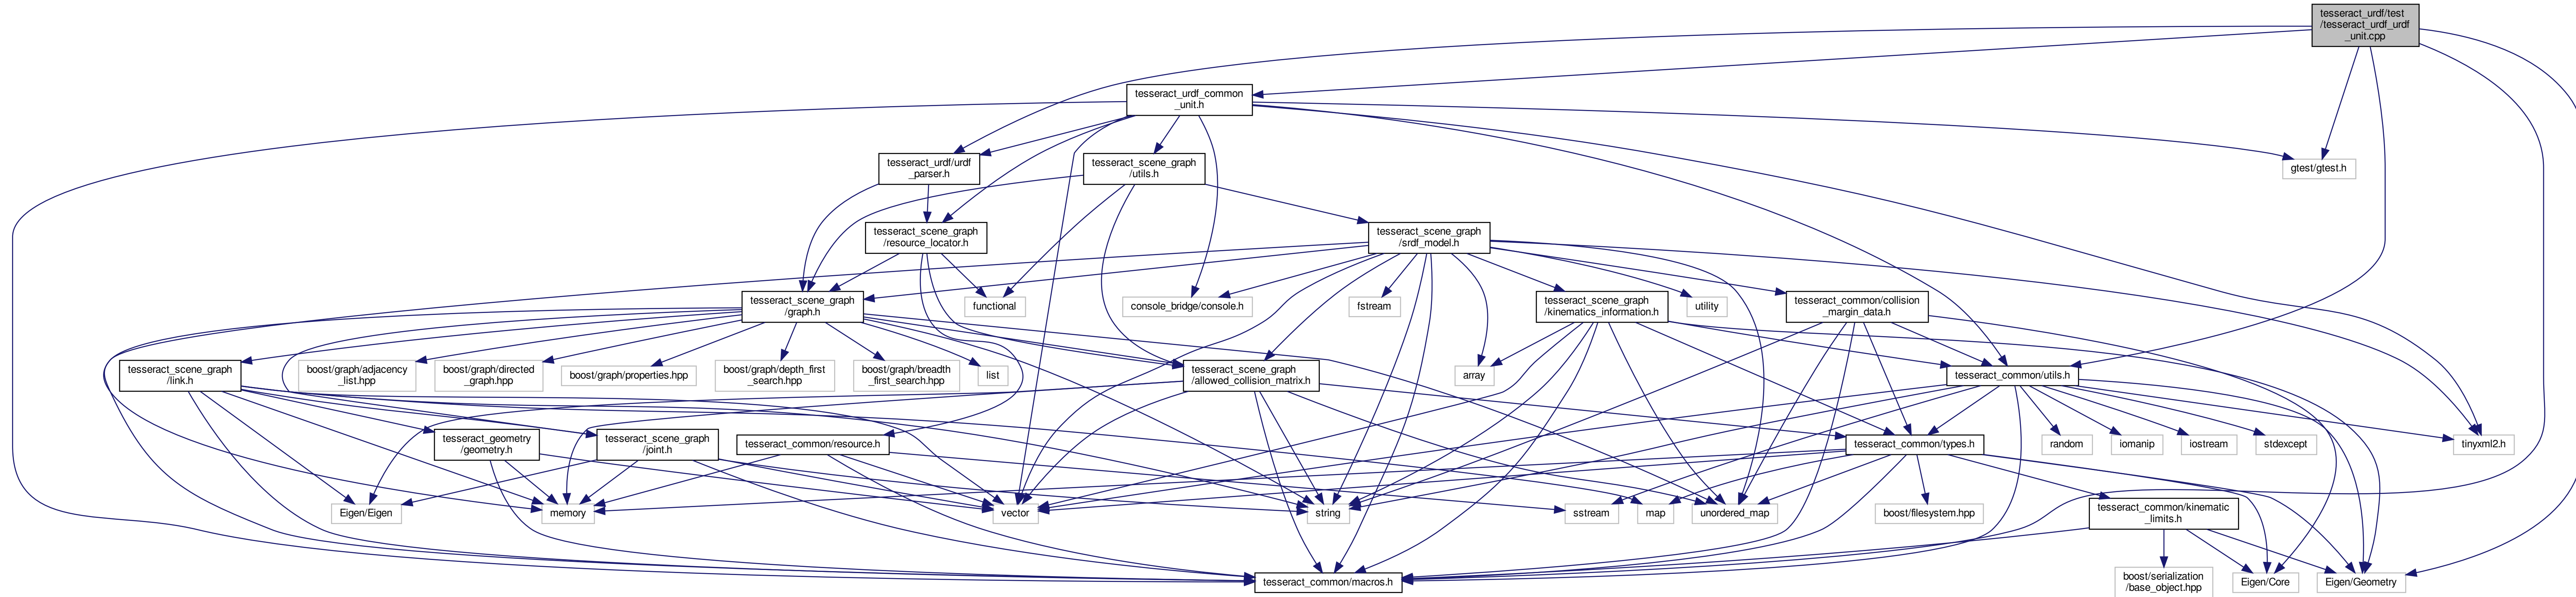 tesseract_urdf/test
/tesseract_urdf_urdf
_unit.cpp
tesseract_urdf_common
_unit.h
tesseract_urdf/urdf
_parser.h
tesseract_scene_graph
/utils.h
gtest/gtest.h
tesseract_scene_graph
/resource_locator.h
tesseract_scene_graph
/srdf_model.h
tesseract_scene_graph
/graph.h
functional
console_bridge/console.h
fstream
tesseract_scene_graph
/kinematics_information.h
utility
tesseract_common/collision
_margin_data.h
tesseract_scene_graph
/link.h
boost/graph/adjacency
_list.hpp
boost/graph/directed
_graph.hpp
boost/graph/properties.hpp
boost/graph/depth_first
_search.hpp
boost/graph/breadth
_first_search.hpp
list
tesseract_scene_graph
/allowed_collision_matrix.h
array
tesseract_common/utils.h
tesseract_geometry
/geometry.h
tesseract_scene_graph
/joint.h
tesseract_common/resource.h
tesseract_common/types.h
random
iomanip
iostream
stdexcept
tinyxml2.h
Eigen/Eigen
memory
vector
string
sstream
map
unordered_map
boost/filesystem.hpp
tesseract_common/kinematic
_limits.h
tesseract_common/macros.h
boost/serialization
/base_object.hpp
Eigen/Core
Eigen/Geometry